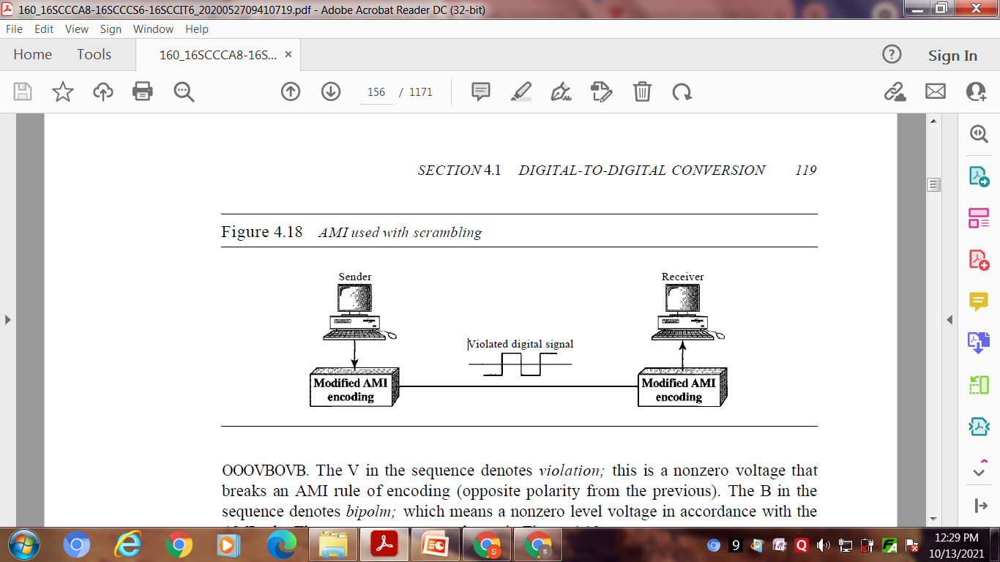 160_16SCCCA8-16SCCCS6-16SCCIT6_2020052709410719.pdf - Adobe Acrobat Reader DC (32-bit)
File Edit View Sign Window Help
Home Tools 160_16SCCCA8-16S... × Sign In
156 / 1171
SECTION 4.1 DIGITAL-TO-DIGITAL CONVERSION 119
Figure 4.18 AMI used with scrambling
Sender Receiver
Violated digital signal
Modified AMI
encoding
Modified AMI
encoding
OOOVBOVB. The V in the sequence denotes violation; this is a nonzero voltage that
breaks an AMI rule of encoding (opposite polarity from the previous). The B in the
sequence denotes bipolm; which means a nonzero level voltage in accordance with the
12:29 PM
10/13/2021